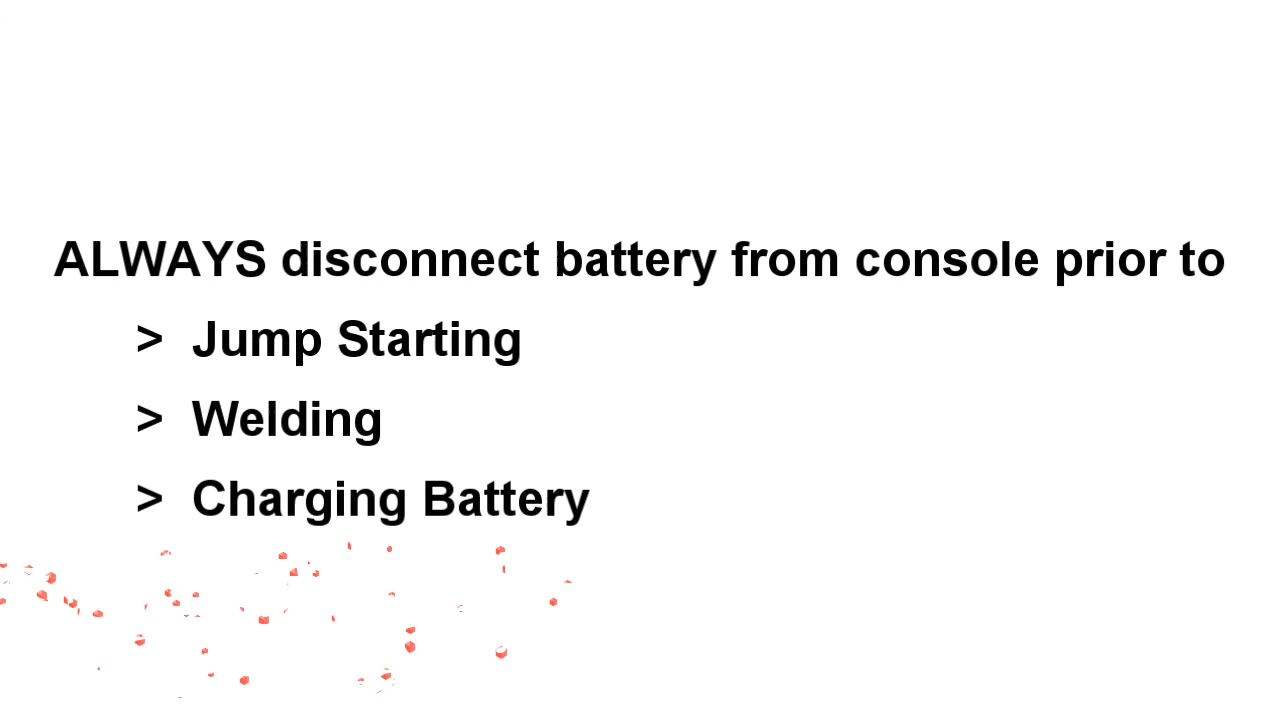 ALWAYS disconnect battery from console prior to
> Jump Starting
> Welding
> Charging Battery